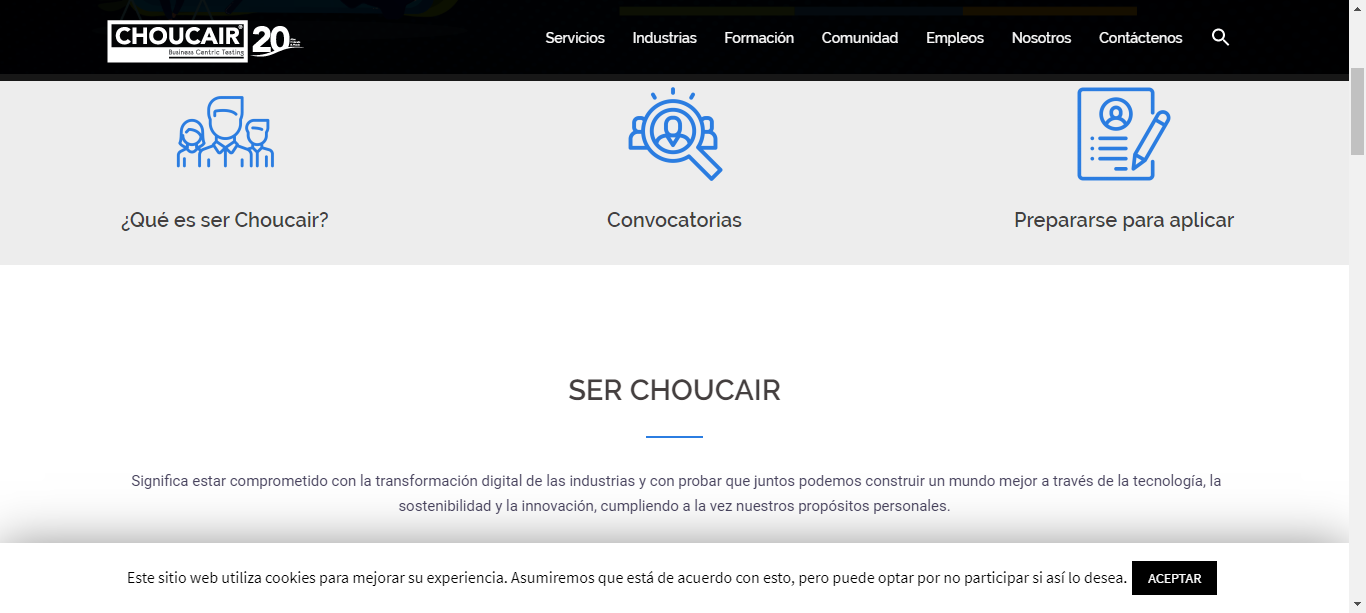 CHOUCAIR
Business Centric Testing
20
Servicios
Industrias
Formación
Comunidad
Empleos
Nosotros
Contáctenos
¿Qué es ser Choucair?
Convocatorias
Prepararse para aplicar
SER CHOUCAIR
Significa estar comprometido con la transformación digital de las industrias y con probar que juntos podemos construir un mundo mejor a través de la tecnología, la
sostenibilidad y la innovación, cumpliendo a la vez nuestros propósitos personales.
Este sitio web utiliza cookies para mejorar su experiencia. Asumiremos que está de acuerdo con esto, pero puede optar por no participar si así lo desea.
ACEPTAR